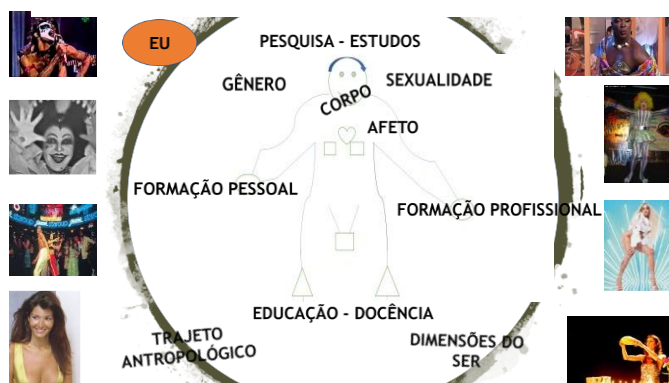 EU
PESQUISA - ESTUDOS
GÊNERO
SEXUALIDADE
CORPO
AFETO
FORMAÇÃO PESSOAL
FORMAÇÃO PROFISSIONAL
EDUCAÇÃO - DOCÊNCIA
TRAJETO
ANTROPOLÓGICO
DIMENSÕES DO
SER